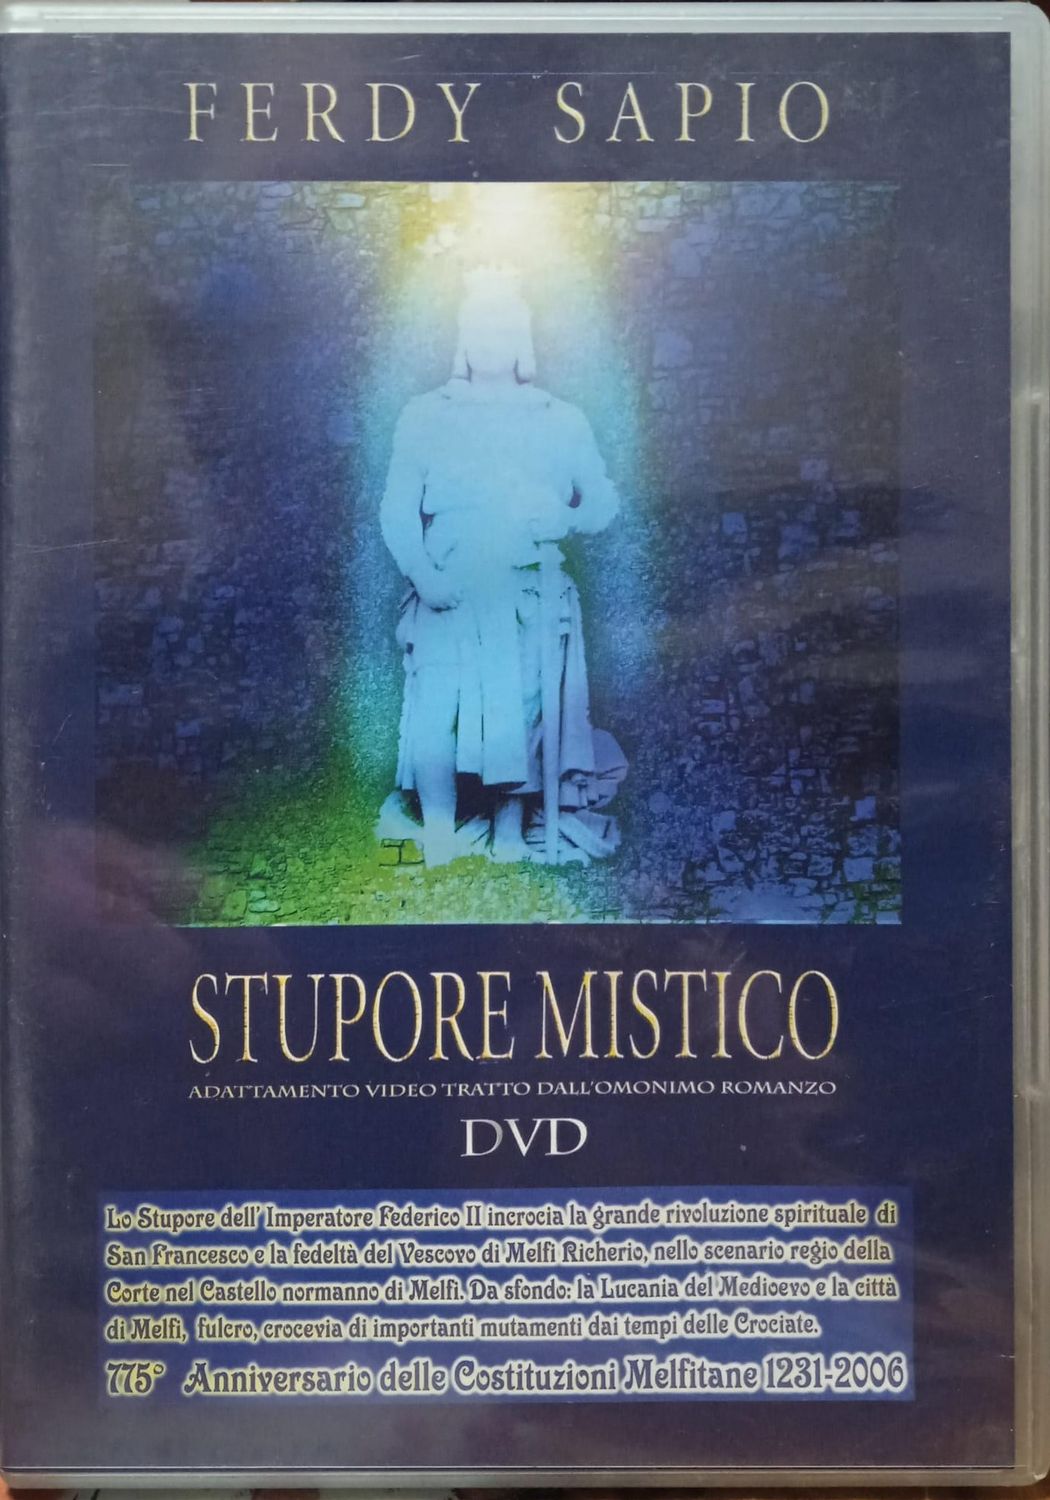 FERDY SAPIO
STUPORE MISTICO
ADATTAMENTO VIDEO TRATTO DALL'OMONIMO ROMANZO
DVD
Lo Stupore dell' Imperatore Federico II incrocia la grande rivoluzione spirituale di
San Francesco e la fedeltà del Vescovo di Melfi Richerio, nello scenario regio della
Corte nel Castello normanno di Melfi. Da sfondo: la Lucania del Medioevo e la città
di Melfi, fulcro, crocevia di importanti mutamenti dai tempi delle Crociate.
775° Anniversario delle Costituzioni Melfitane 1231-2006